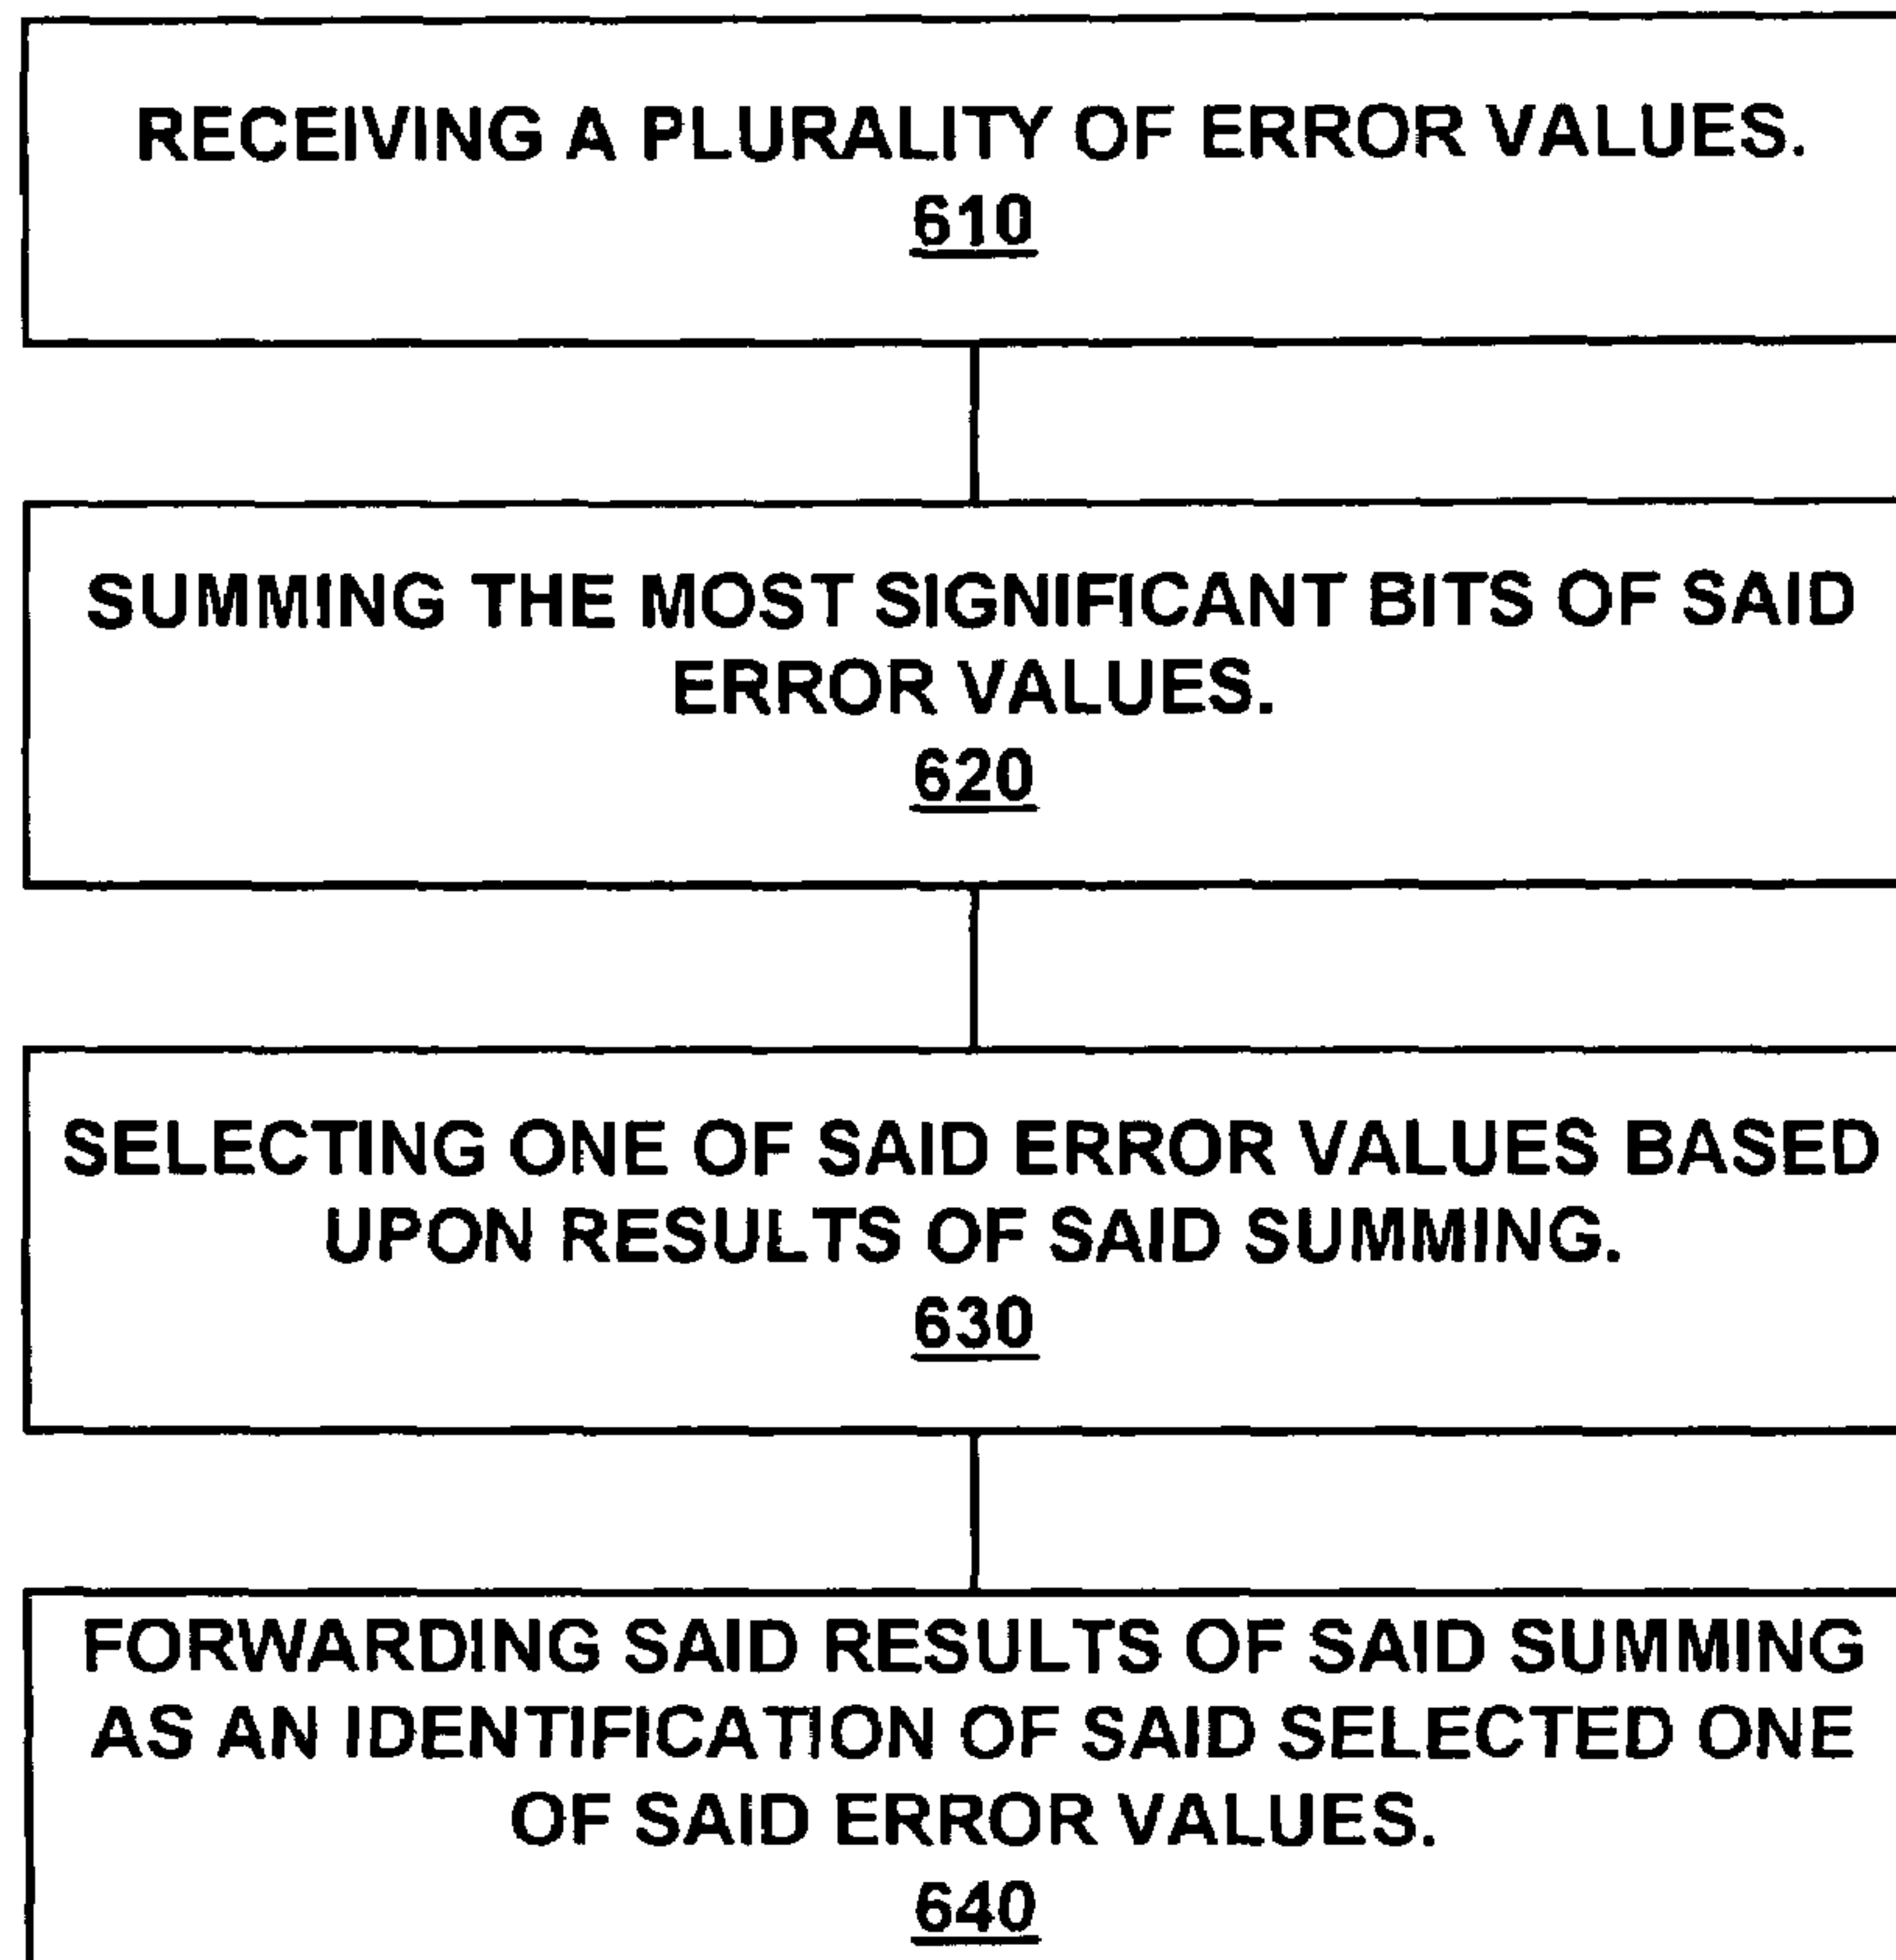 RECEIVING A PLURALITY OF ERROR VALUES.
610
SUMMING THE MOST SIGNIFICANT BITS OF SAID
ERROR VALUES.
620
SELECTING ONE OF SAID ERROR VALUES BASED
UPON RESULTS OF SAID SUMMING.
630
FORWARDING SAID RESULTS OF SAID SUMMING
AS AN IDENTIFICATION OF SAID SELECTED ONE
OF SAID ERROR VALUES.
640